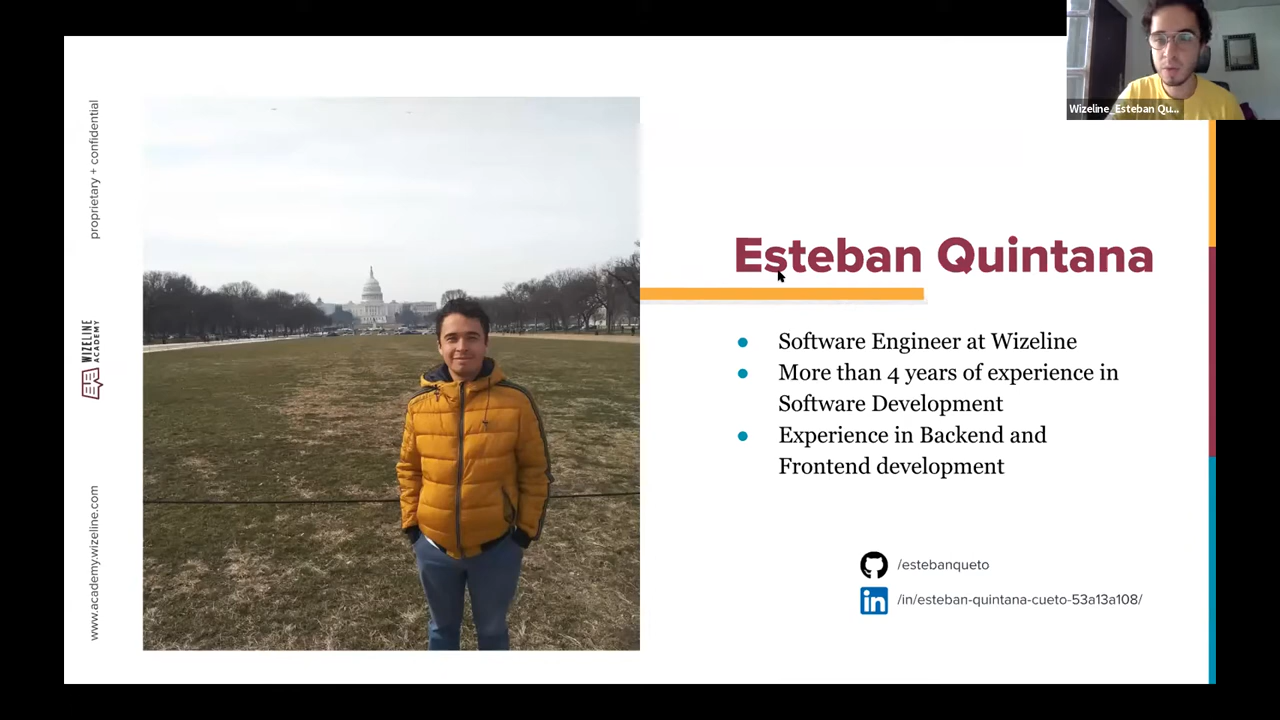 Wizeline_Esteban Qu...
proprietary + confidential
WIZELINE
ACADEMY
www.academy.wizeline.com
Esteban Quintana
Software Engineer at Wizeline
More than 4 years of experience in
Software Development
Experience in Backend and
Frontend development
/estebanqueto
/in/esteban-quintana-cueto-53a13a108/